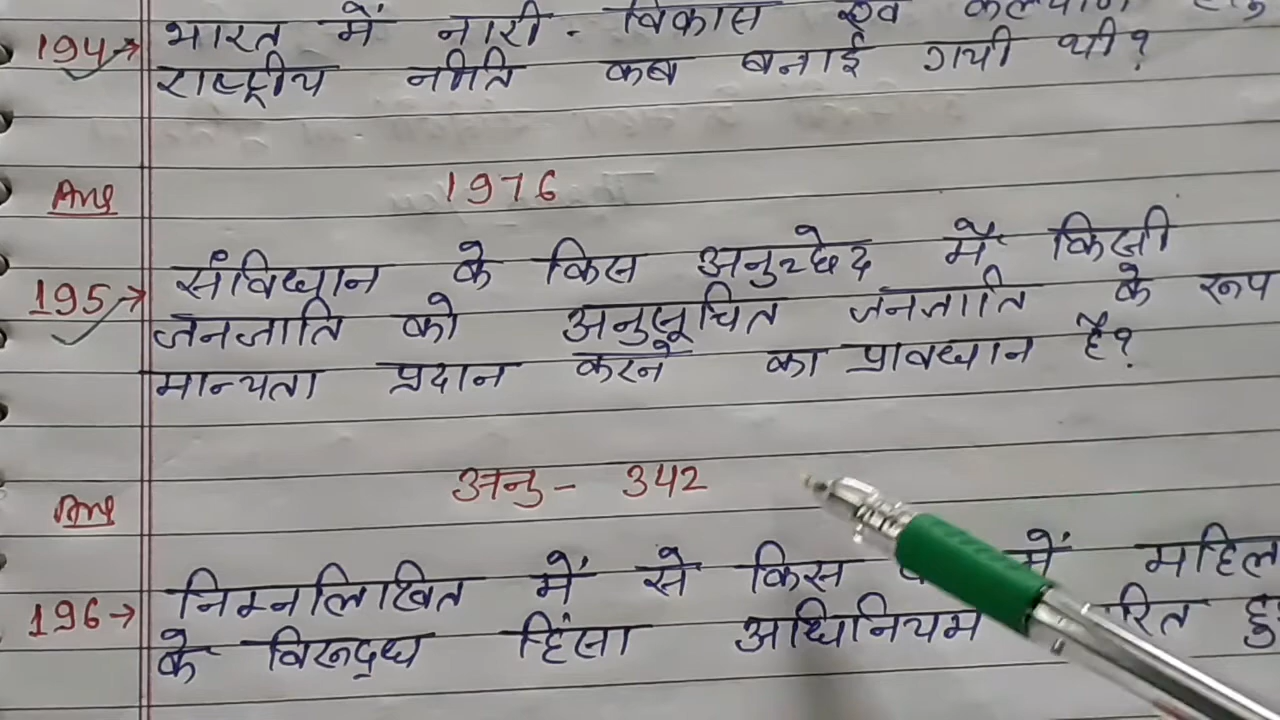 194→ भारत में नारी - विकास एवं कल्याण
राष्ट्रीय नीति कब बनाई गयी थी?
Ans 1976
195→ संविधान के किस अनुच्छेद में किसी
जनजाति को अनुसूचित जनजाति के रूप
मान्यता प्रदान करने का प्रावधान है?
Ans अनु - 342
196→ निम्नलिखित में से किस में महिल
के विरूद्ध हिंसा अधिनियम रित हु